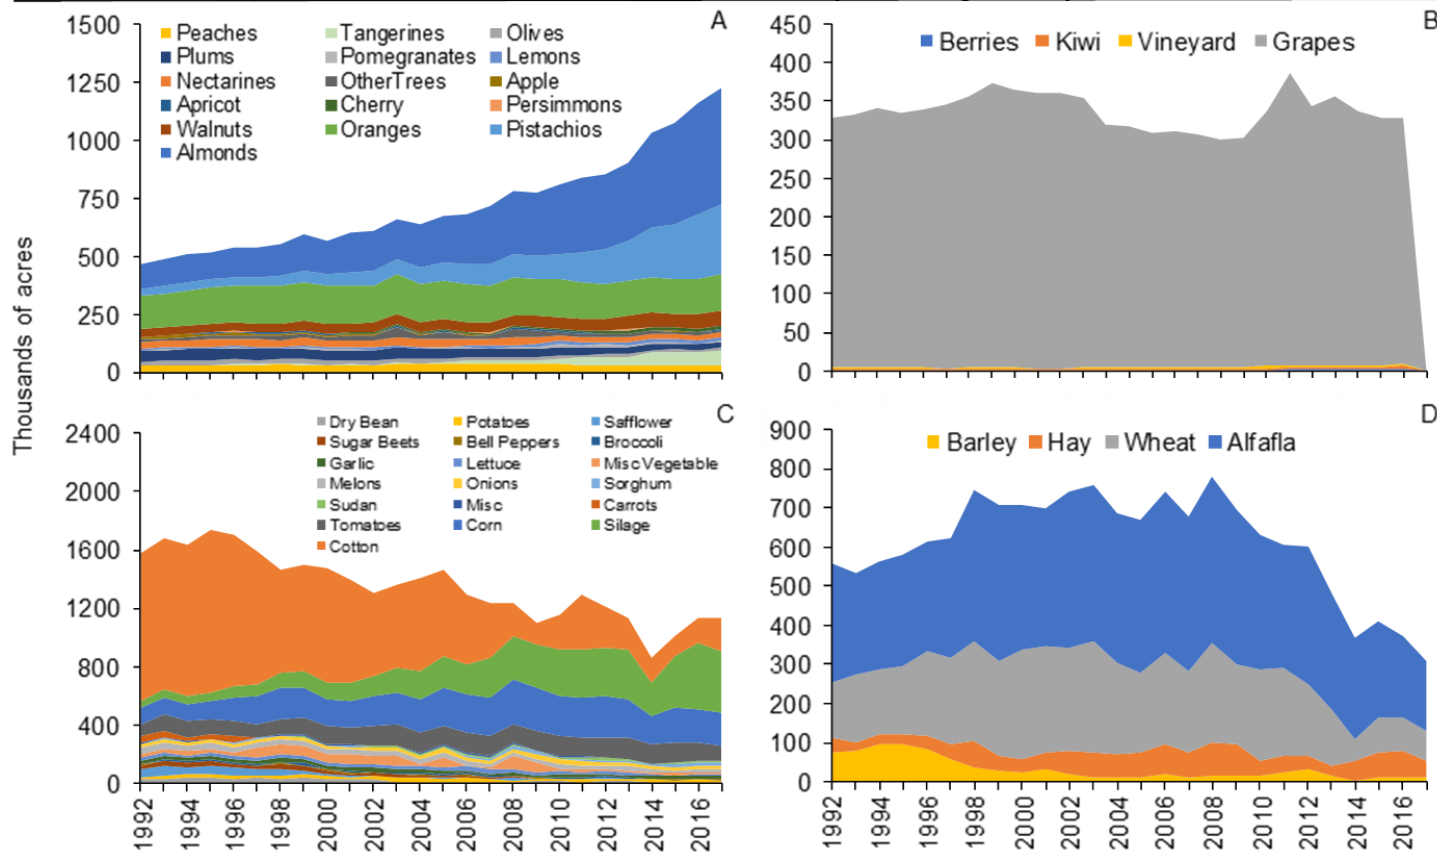 A
1500
1250
1000
750
500
250
0
Peaches Tangerines Olives
Plums Pomegranates Lemons
Nectarines OtherTrees Apple
Apricot Cherry Persimmons
Walnuts Oranges Pistachios
Almonds
B
450
400
350
300
250
200
150
100
50
0
Berries Kiwi Vineyard Grapes
Thousands of acres
C
2400
2000
1600
1200
800
400
0
Dry Bean Potatoes Safflower
Sugar Beets Bell Peppers Broccoli
Garlic Lettuce Misc Vegetable
Melons Onions Sorghum
Sudan Misc Carrots
Tomatoes Corn Silage
Cotton
1992 1994 1996 1998 2000 2002 2004 2006 2008 2010 2012 2014 2016
D
900
800
700
600
500
400
300
200
100
0
Barley Hay Wheat Alfafla
1992 1994 1996 1998 2000 2002 2004 2006 2008 2010 2012 2014 2016